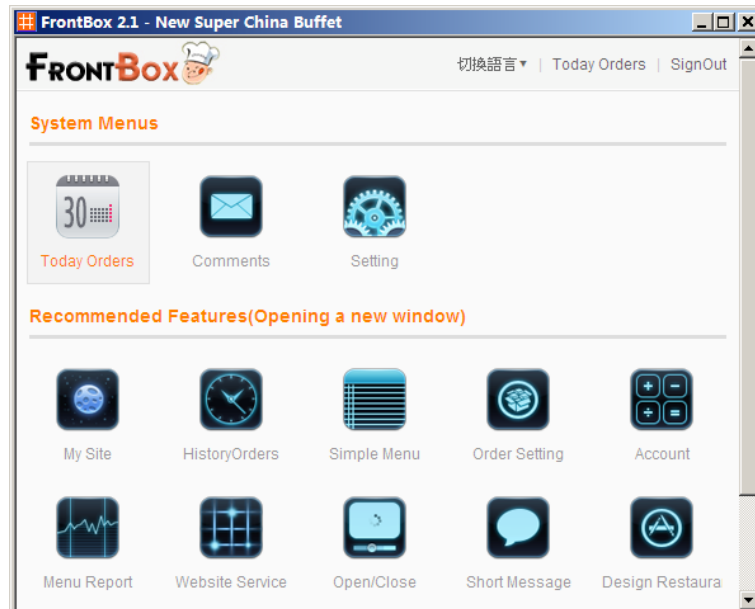 FrontBox 2.1 - New Super China Buffet
FRONTBOX
切換語言▾ | Today Orders | SignOut
System Menus
30
Today Orders Comments Setting
Recommended Features(Opening a new window)
My Site HistoryOrders Simple Menu Order Setting Account
Menu Report Website Service Open/Close Short Message Design Restaura